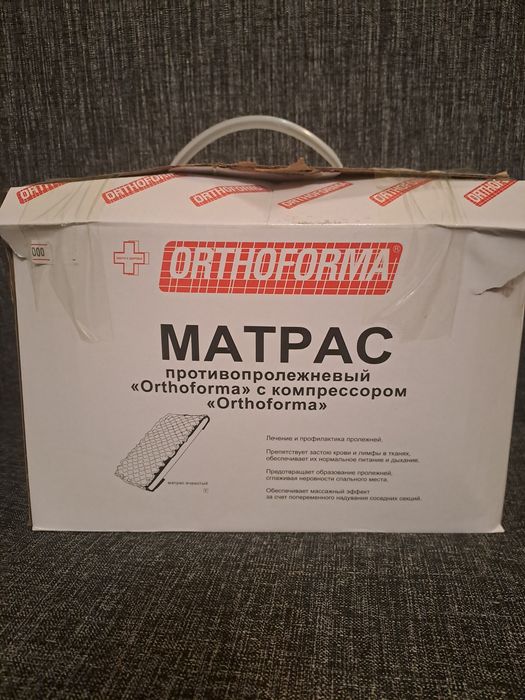 ORTHOFORMA ORTHOFORMA ORTHOFORMA ORTHOFORMA ORTHOFORMA
000
ORTHOFORMA®
МАТРАС
противопролежневый
«Orthoforma» с компрессором
«Orthoforma»
Лечение и профилактика пролежней.
Препятствует застою крови и лимфы в тканях,
обеспечивает их нормальное питание и дыхание.
Предотвращает образование пролежней,
сглаживая неровности спального места.
Обеспечивает массажный эффект
за счет попеременного надувания соседних секций.
матрас ячеистый